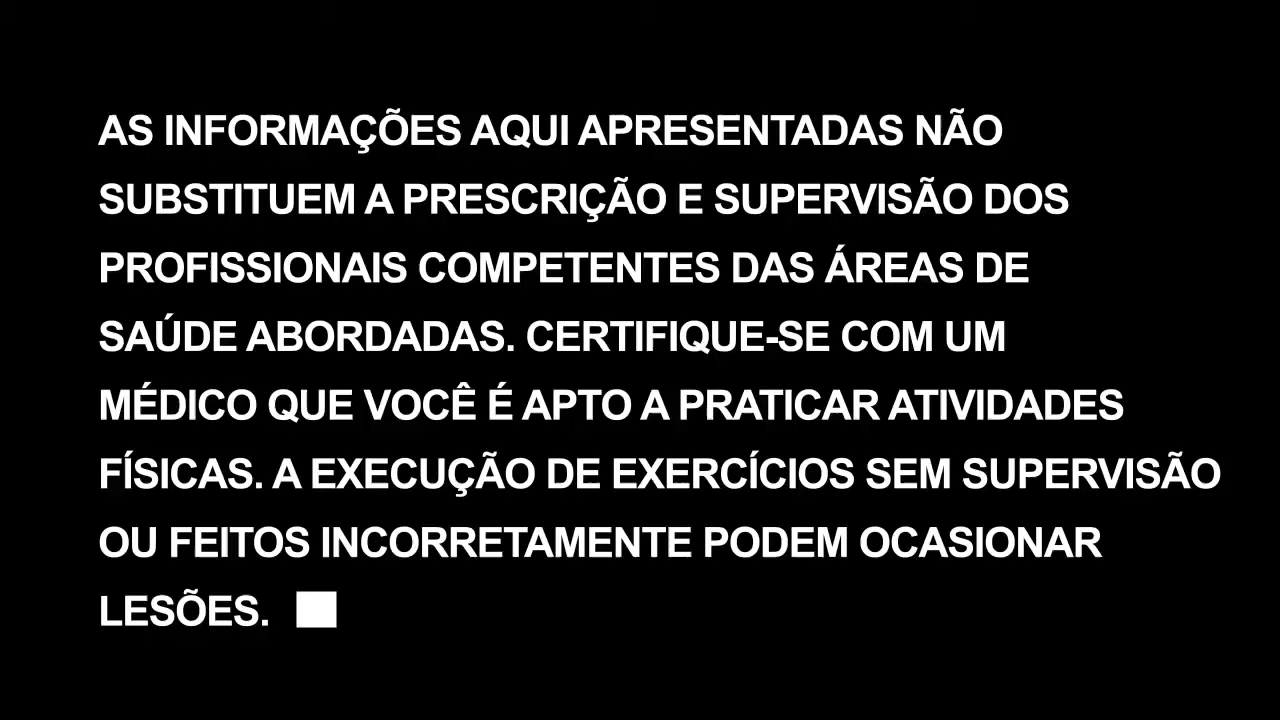 AS INFORMAÇÕES AQUI APRESENTADAS NÃO
SUBSTITUEM A PRESCRIÇÃO E SUPERVISÃO DOS
PROFISSIONAIS COMPETENTES DAS ÁREAS DE
SAÚDE ABORDADAS. CERTIFIQUE-SE COM UM
MÉDICO QUE VOCÊ É APTO A PRATICAR ATIVIDADES
FÍSICAS. A EXECUÇÃO DE EXERCÍCIOS SEM SUPERVISÃO
OU FEITOS INCORRETAMENTE PODEM OCASIONAR
LESÕES.